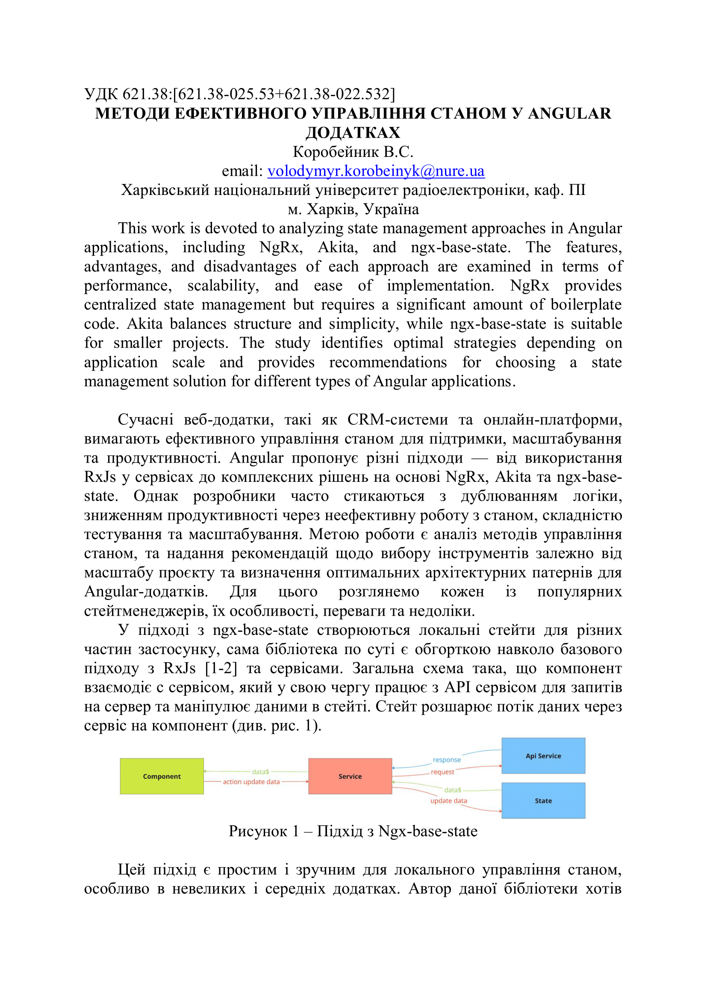 УДК 621.38:[621.38-025.53+621.38-022.532]
МЕТОДИ ЕФЕКТИВНОГО УПРАВЛІННЯ СТАНОМ У ANGULAR
ДОДАТКАХ
Коробейник В.С.
email: volodymyr.korobeinyk@nure.ua
Харківський національний університет радіоелектроніки, каф. ПІ
м. Харків, Україна
This work is devoted to analyzing state management approaches in Angular
applications, including NgRx, Akita, and ngx-base-state. The features,
advantages, and disadvantages of each approach are examined in terms of
performance, scalability, and ease of implementation. NgRx provides
centralized state management but requires a significant amount of boilerplate
code. Akita balances structure and simplicity, while ngx-base-state is suitable
for smaller projects. The study identifies optimal strategies depending on
application scale and provides recommendations for choosing a state
management solution for different types of Angular applications.
Сучасні веб-додатки, такі як CRM-системи та онлайн-платформи,
вимагають ефективного управління станом для підтримки, масштабування
та продуктивності. Angular пропонує різні підходи — від використання
RxJs у сервісах до комплексних рішень на основі NgRx, Akita та ngx-base-
state. Однак розробники часто стикаються з дублюванням логіки,
зниженням продуктивності через неефективну роботу з станом, складністю
тестування та масштабування. Метою роботи є аналіз методів управління
станом, та надання рекомендацій щодо вибору інструментів залежно від
масштабу проєкту та визначення оптимальних архітектурних патернів для
Angular-додатків. Для цього розглянемо кожен із популярних
стейтменеджерів, їх особливості, переваги та недоліки.
У підході з ngx-base-state створюються локальні стейти для різних
частин застосунку, сама бібліотека по суті є обгорткою навколо базового
підходу з RxJs [1-2] та сервісами. Загальна схема така, що компонент
взаємодіє с сервісом, який у свою чергу працює з API сервісом для запитів
на сервер та маніпулює даними в стейті. Стейт розшарює потік даних через
сервіс на компонент (див. рис. 1).
Component
data$
action update data
Service
response
request
data$
update data
Api Service
State
Рисунок 1 – Підхід з Ngx-base-state
Цей підхід є простим і зручним для локального управління станом,
особливо в невеликих і середніх додатках. Автор даної бібліотеки хотів